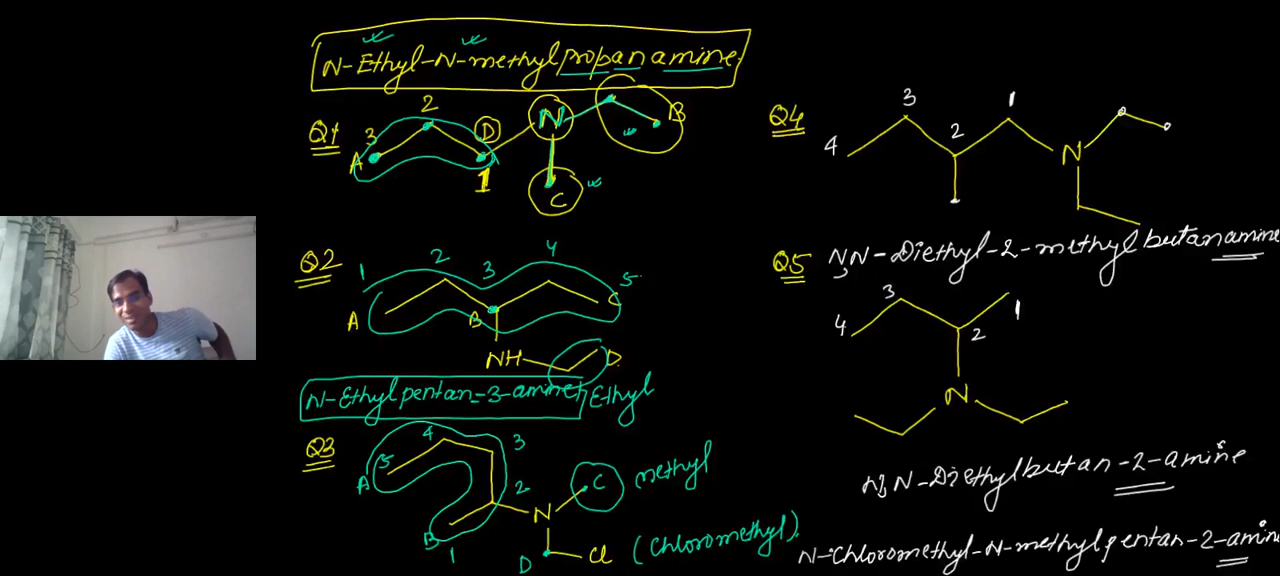 N-Ethyl-N-methylpropanamine
Q1
A 3 2 D 1 N B C
Q2
1 2 3 4 5
A B C
NH D
N-Ethylpentan-3-amine Ethyl
Q3
A 5 4 3 2 B 1 N C methyl
D Cl (Chloromethyl)
Q4
4 3 2 1 N
N,N-Diethyl-2-methylbutanamine
Q5
4 3 2 1
N
N,N-Diethylbutan-2-amine
N-Chloromethyl-N-methylpentan-2-amin